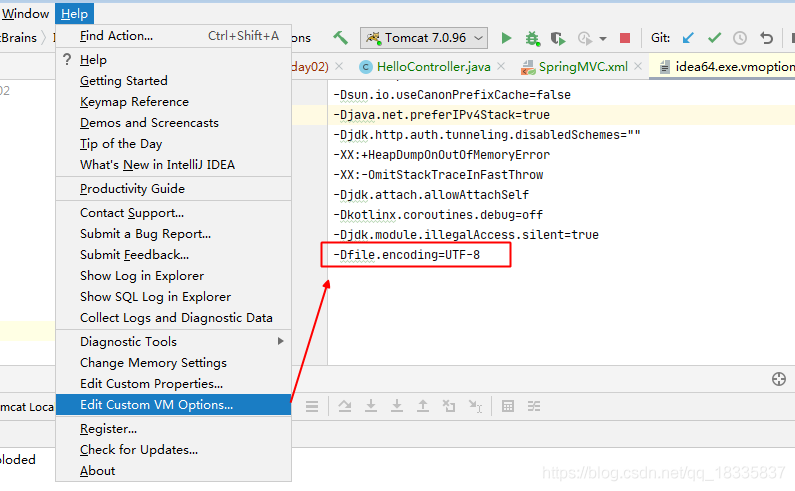 Window Help
tBrains
ons
Tomcat 7.0.96
Git:
day02)
HelloController.java
SpringMVC.xml
idea64.exe.vmoption
02
Find Action... Ctrl+Shift+A
? Help
Getting Started
Keymap Reference
Demos and Screencasts
Tip of the Day
What's New in IntelliJ IDEA
Productivity Guide
Contact Support...
Submit a Bug Report...
Submit Feedback...
Show Log in Explorer
Show SQL Log in Explorer
Collect Logs and Diagnostic Data
Diagnostic Tools
Change Memory Settings
Edit Custom Properties...
Edit Custom VM Options...
Register...
Check for Updates...
About
-Dsun.io.useCanonPrefixCache=false
-Djava.net.preferIPv4Stack=true
-Djdk.http.auth.tunneling.disabledSchemes=""
-XX:+HeapDumpOnOutOfMemoryError
-XX:-OmitStackTraceInFastThrow
-Djdk.attach.allowAttachSelf
-Dkotlinx.coroutines.debug=off
-Djdk.module.illegalAccess.silent=true
-Dfile.encoding=UTF-8
mcat Loca
ploded
https://blog.csdn.net/qq_18335837